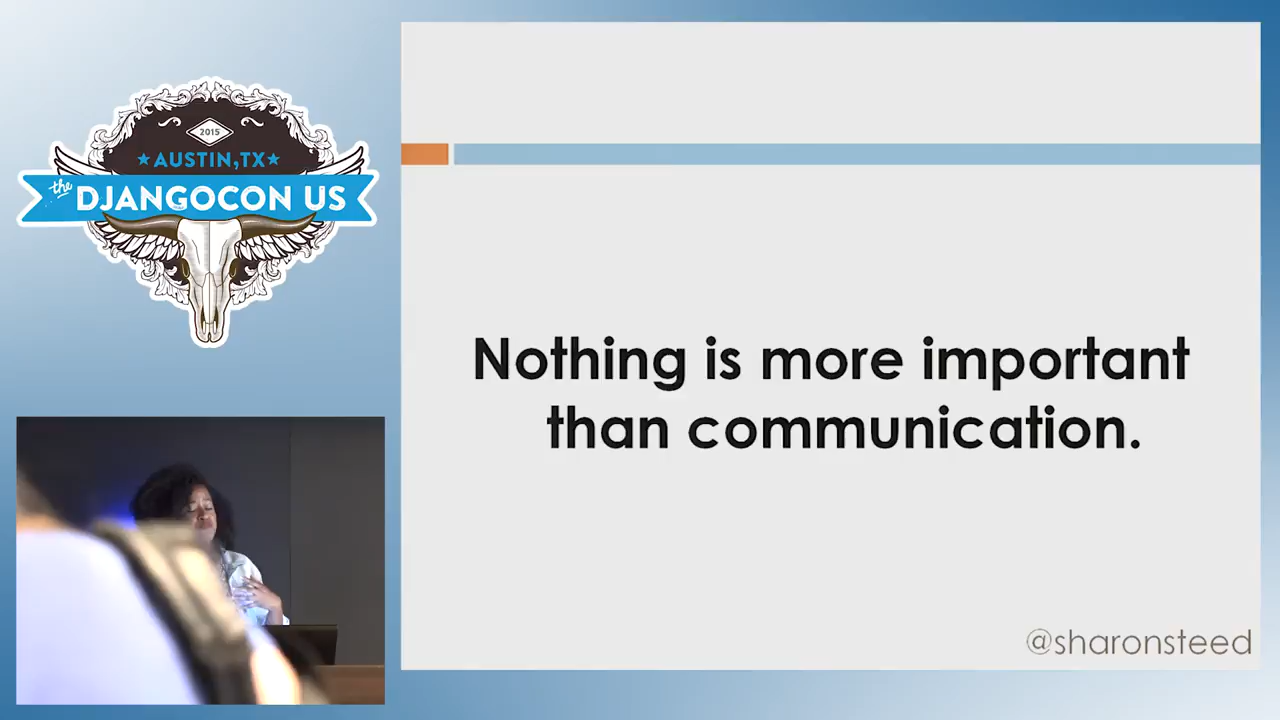 2015
AUSTIN, TX
the
DJANGOCON US
Nothing is more important
than communication.
@sharonsteed